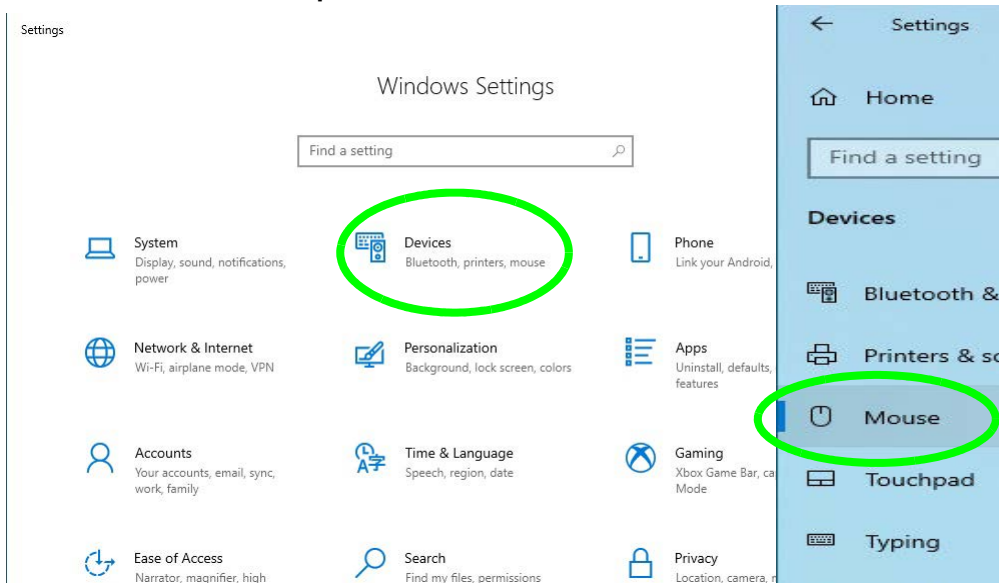 Settings
Windows Settings
Find a setting
System
Display, sound, notifications,
power
Devices
Bluetooth, printers, mouse
Phone
Link your Android,
Network & Internet
Wi-Fi, airplane mode, VPN
Personalization
Background, lock screen, colors
Apps
Uninstall, defaults,
features
Accounts
Your accounts, email, sync,
work, family
Time & Language
Speech, region, date
Gaming
Xbox Game Bar, ca
Mode
Ease of Access
Narrator, magnifier, high
Search
Find my files, permissions
Privacy
Location, camera,
Settings
Home
Find a setting
Devices
Bluetooth &
Printers & sc
Mouse
Touchpad
Typing